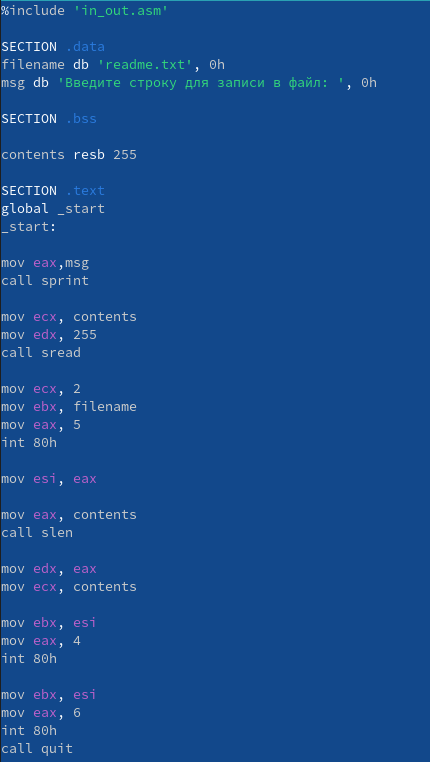 %include 'in_out.asm'
SECTION .data
filename db 'readme.txt', 0h
msg db 'Введите строку для записи в файл: ', 0h
SECTION .bss
contents resb 255
SECTION .text
global _start
_start:
mov eax,msg
call sprint
mov ecx, contents
mov edx, 255
call sread
mov ecx, 2
mov ebx, filename
mov eax, 5
int 80h
mov esi, eax
mov eax, contents
call slen
mov edx, eax
mov ecx, contents
mov ebx, esi
mov eax, 4
int 80h
mov ebx, esi
mov eax, 6
int 80h
call quit